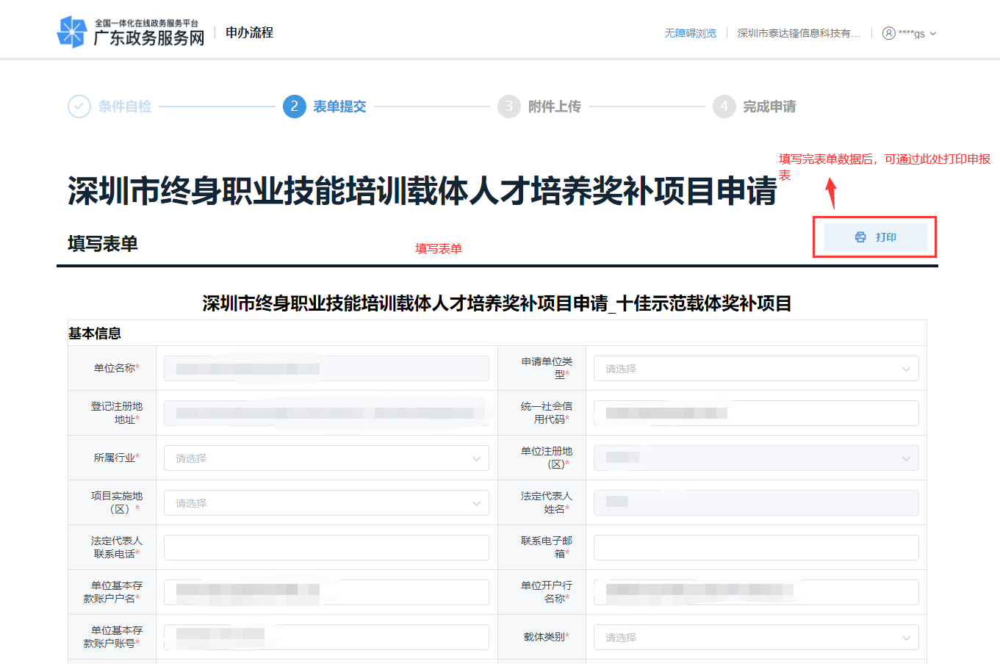 全国一体化在线政务服务平台
广东政务服务网
申办流程
无障碍浏览
深圳市泰达锋信息科技有...
****gs
条件自检
2 表单提交
3 附件上传
4 完成申请
填写完表单数据后，可通过此处打印申报
表
深圳市终身职业技能培训载体人才培养奖补项目申请
填写表单
填写表单
打印
深圳市终身职业技能培训载体人才培养奖补项目申请_十佳示范载体奖补项目
基本信息
单位名称*
申请单位类
型*
请选择
登记注册地
地址*
统一社会信
用代码*
所属行业*
请选择
单位注册地
(区)*
项目实施地
（区）*
请选择
法定代表人
姓名*
法定代表人
联系电话*
联系电子邮
箱*
单位基本存
款账户户名*
单位开户行
名称*
单位基本存
款账户账号*
载体类别*
请选择